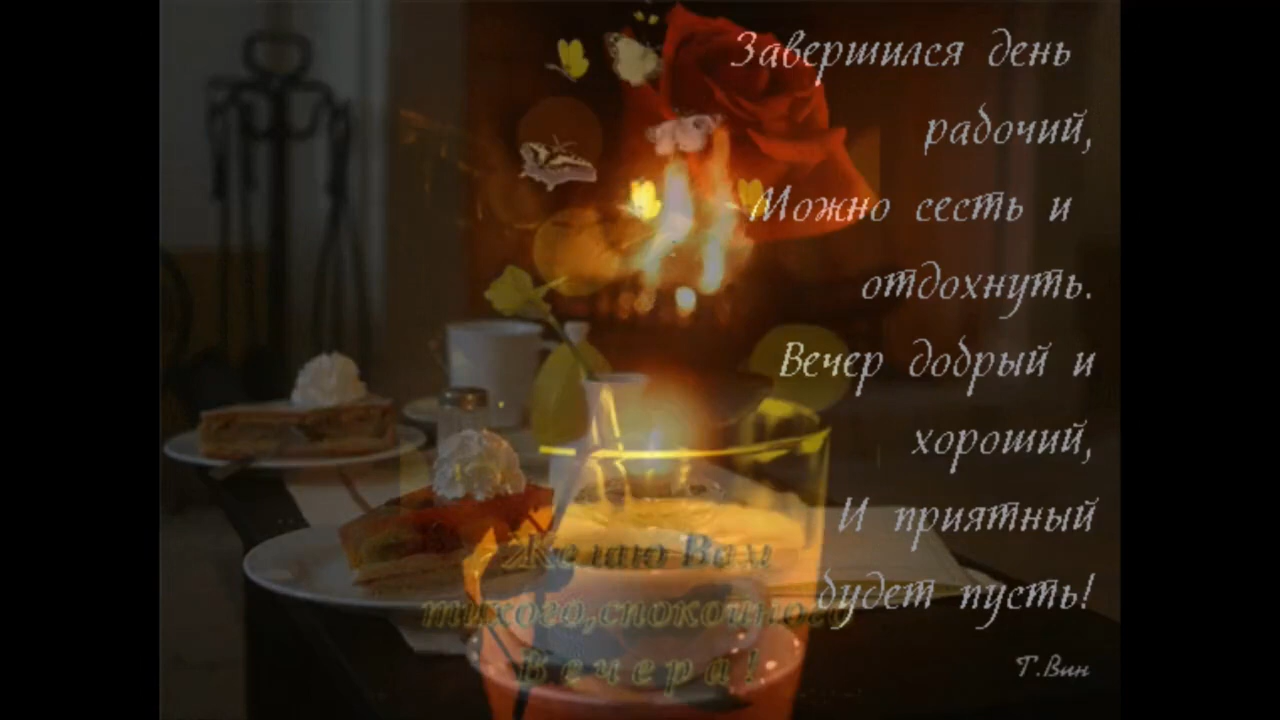 Завершился день
рабочий,
Можно сесть и
отдохнуть.
Вечер добрый и
хороший,
И приятный
будет пусть!
Т.Вин
Желаю Вам
тихого,спокойного
Вечера!